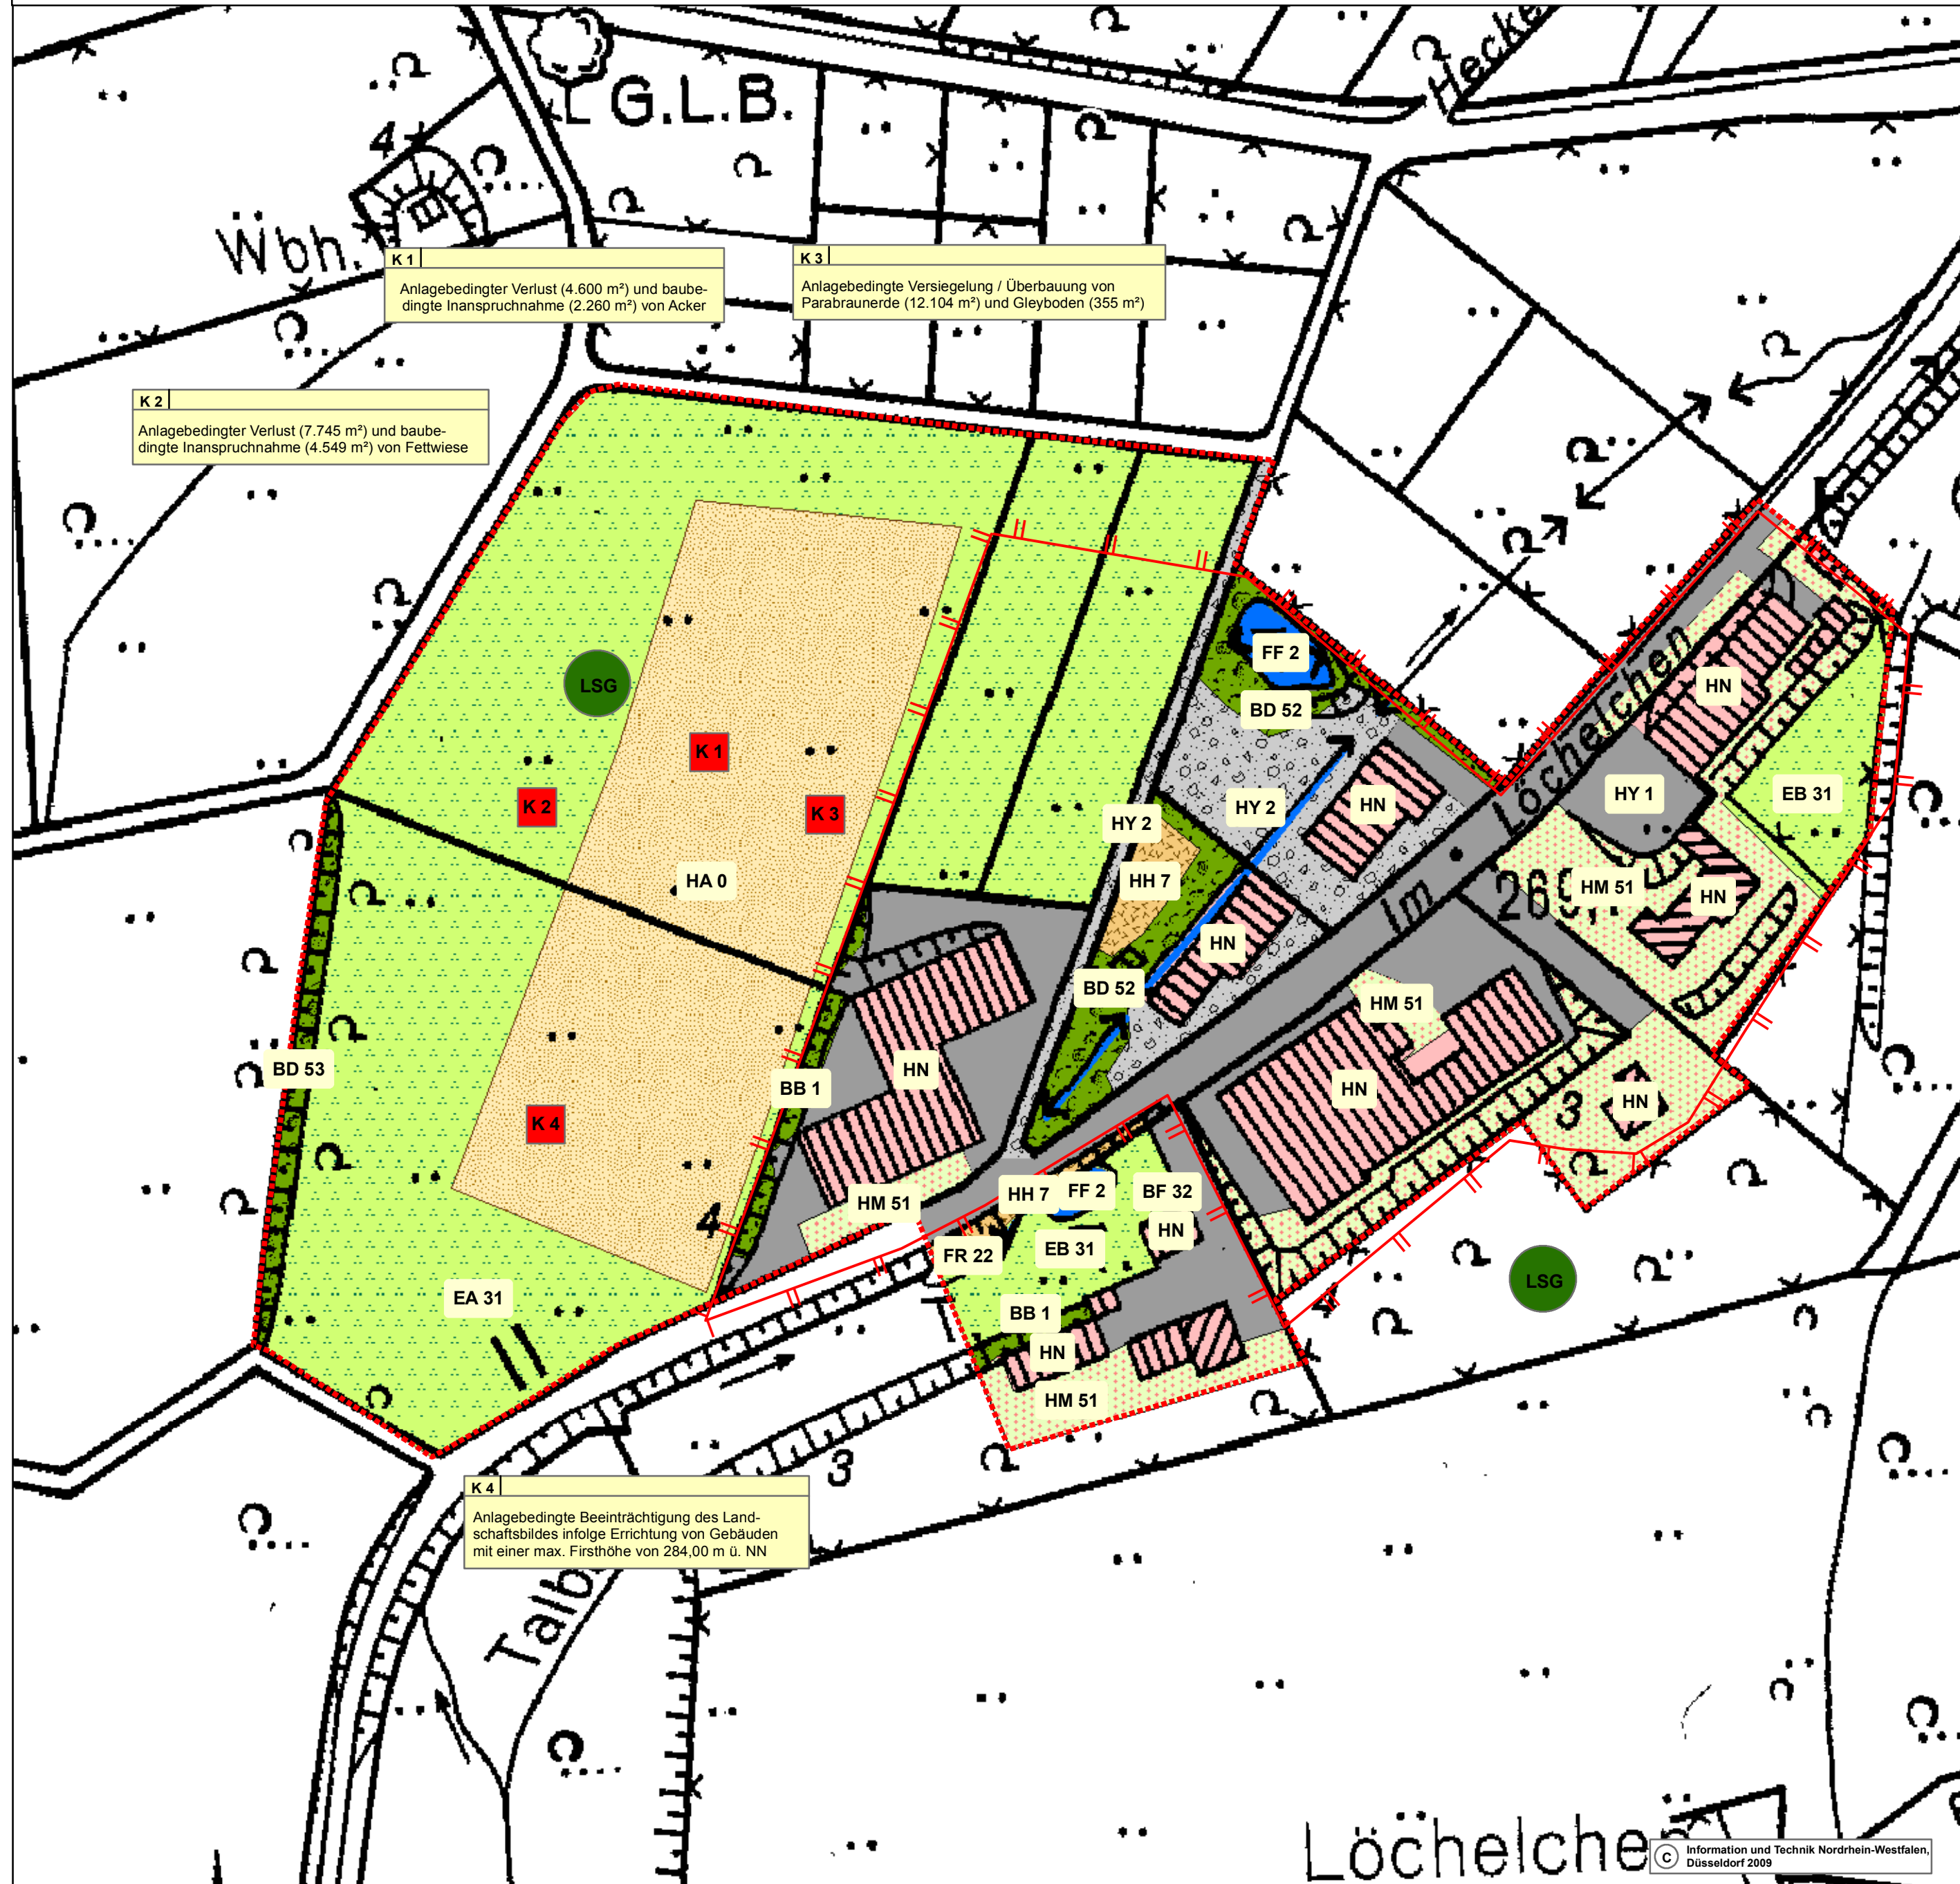 Hecke
G.L.B.
4
Wbh.
K 1
Anlagebedingter Verlust (4.600 m²) und baube-
dingte Inanspruchnahme (2.260 m²) von Acker
K 3
Anlagebedingte Versiegelung / Überbauung von
Parabraunerde (12.104 m²) und Gleyboden (355 m²)
K 2
Anlagebedingter Verlust (7.745 m²) und baube-
dingte Inanspruchnahme (4.549 m²) von Fettwiese
FF 2
LSG
HN
BD 52
K 1
Löchelchen
HY 1
EB 31
K 2
K 3
HY 2
HY 2
HN
HH 7
HA 0
HM 51
HN
Im
HN
BD 52
HM 51
BD 53
HN
BB 1
HN
HN
3
K 4
HH 7
FF 2
BF 32
HM 51
4
HN
FR 22
EB 31
LSG
EA 31
BB 1
HN
HM 51
3
K 4
Anlagebedingte Beeinträchtigung des Land-
schaftsbildes infolge Errichtung von Gebäuden
mit einer max. Firsthöhe von 284,00 m ü. NN
Löchelche
C
Information und Technik Nordrhein-Westfalen,
Düsseldorf 2009